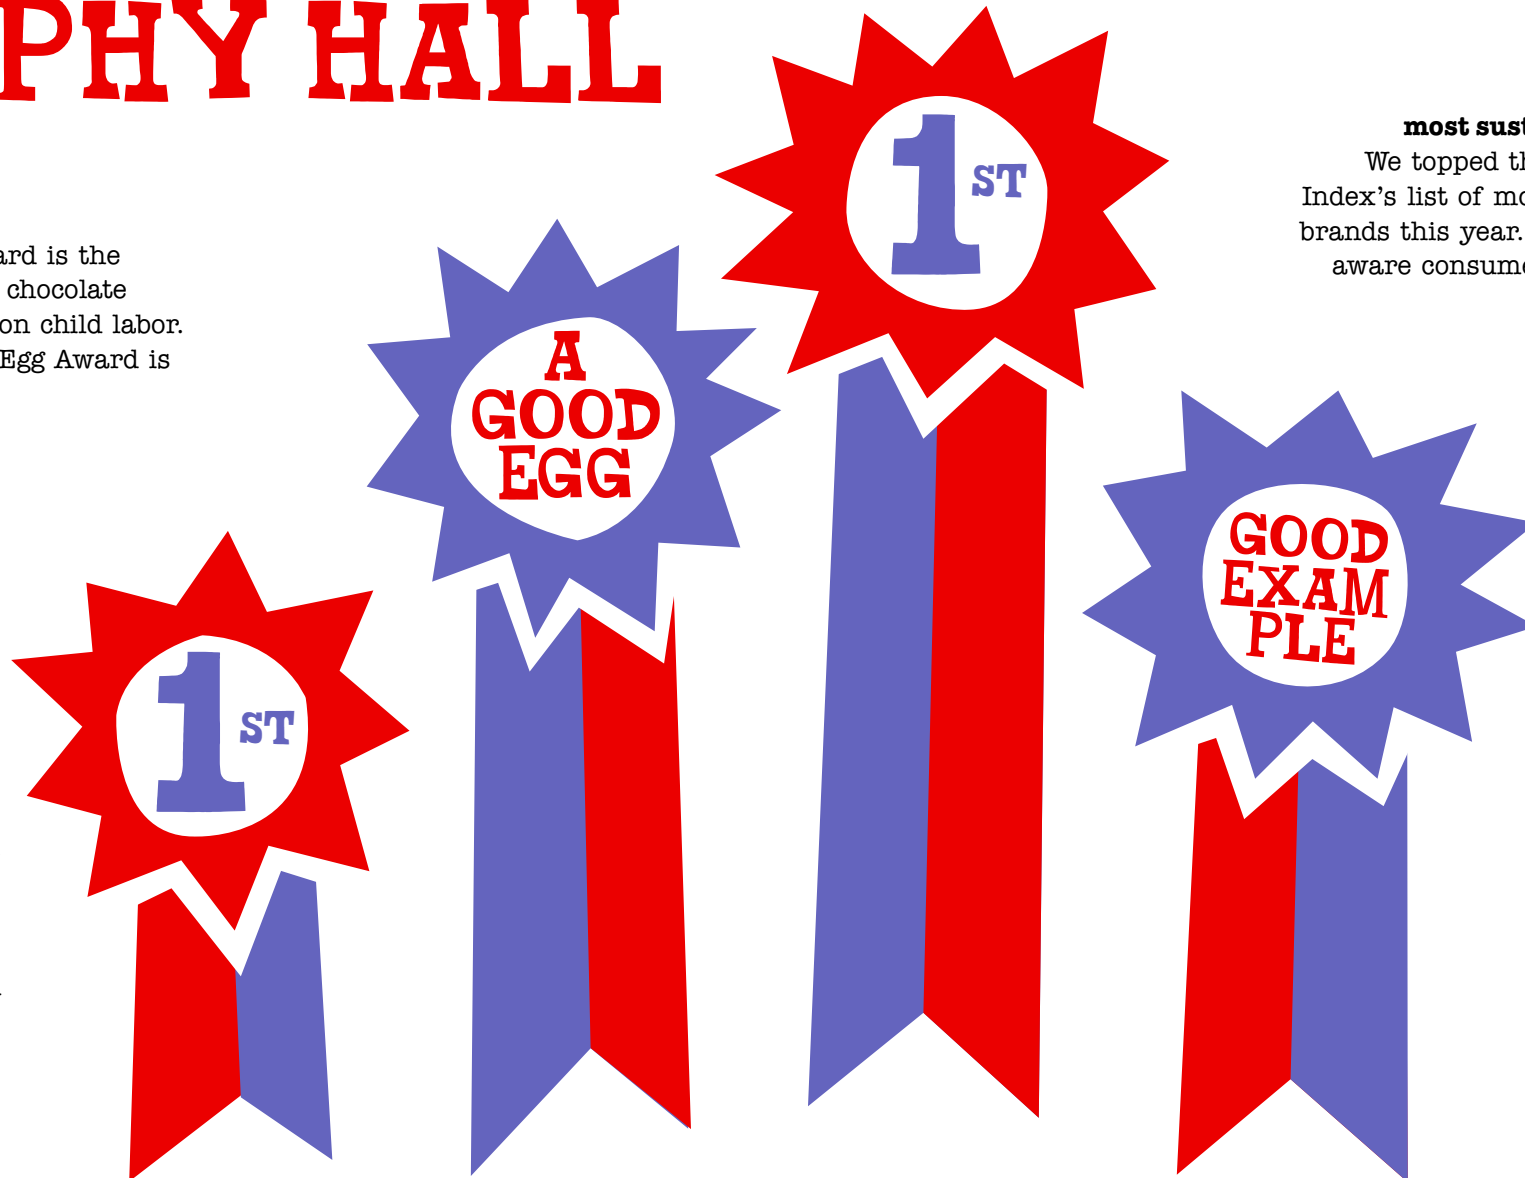 PHY HALL
ard is the
chocolate
on child labor.
Egg Award is
most sust
We topped th
Index's list of mo
brands this year.
aware consume
1ST
A
GOOD
EGG
GOOD
EXAM
PLE
1ST